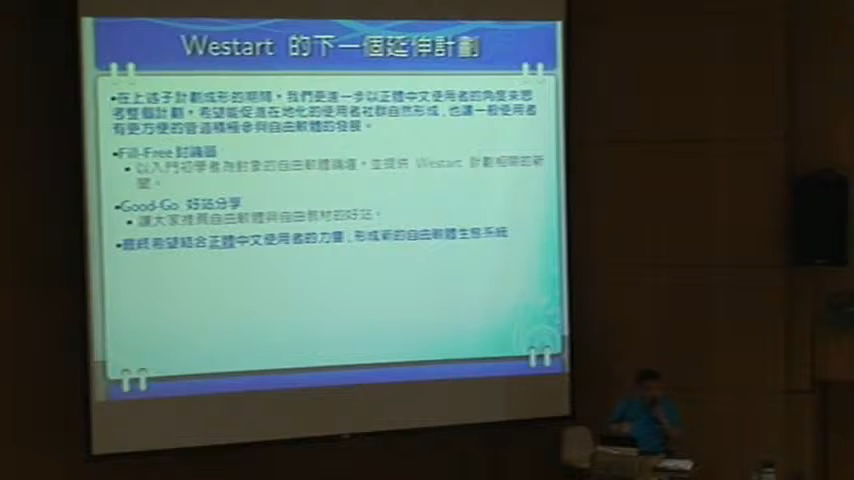 Westart 的下一個延伸計劃
•在上述子計劃成形的期間，我們更進一步以正體中文使用者的角度來思
考整個計劃，希望能促進在地化的使用者社群自然形成，也讓一般使用者
有更方便的管道積極參與自由軟體的發展。
•Fill-Free 討論區
•以入門初學者為對象的自由軟體論壇，並提供 Westart 計劃相關的新
聞。
•Good-Go 好站分享
•讓大家推薦自由軟體與自由教材的好站。
•最終希望結合正體中文使用者的力量，形成新的自由軟體生態系統